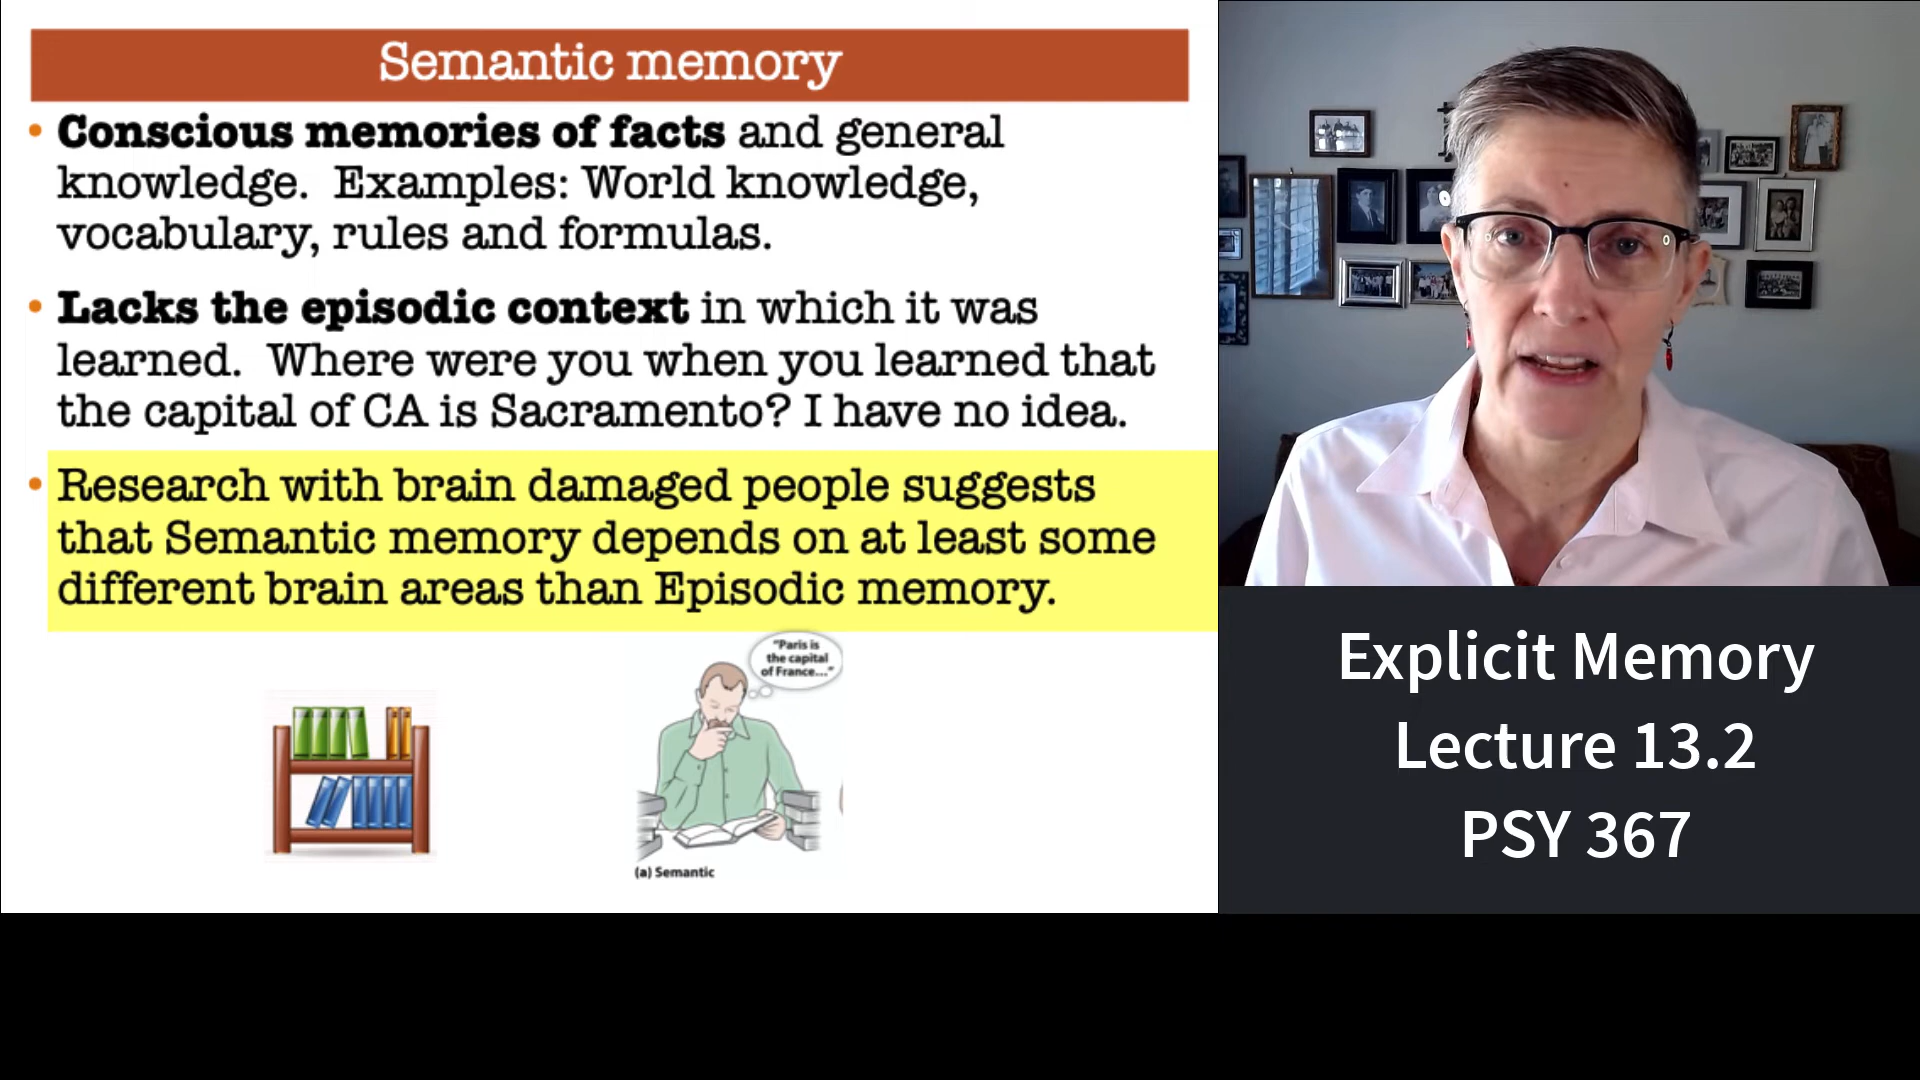 Semantic memory
• Conscious memories of facts and general
knowledge. Examples: World knowledge,
vocabulary, rules and formulas.
• Lacks the episodic context in which it was
learned. Where were you when you learned that
the capital of CA is Sacramento? I have no idea.
• Research with brain damaged people suggests
that Semantic memory depends on at least some
different brain areas than Episodic memory.
"Paris is
the capital
of France..."
(a) Semantic
Explicit Memory
Lecture 13.2
PSY 367